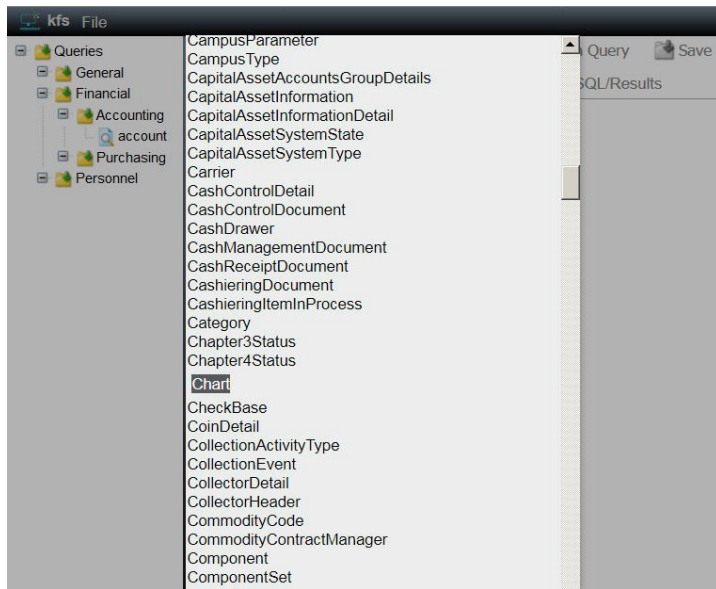 kfs File
Queries
General
Financial
Accounting
account
Purchasing
Personnel
CampusParameter
CampusType
CapitalAssetAccountsGroupDetails
CapitalAssetInformation
CapitalAssetInformationDetail
CapitalAssetSystemState
CapitalAssetSystemType
Carrier
CashControlDetail
CashControlDocument
CashDrawer
CashManagementDocument
CashReceiptDocument
CashieringDocument
CashieringItemInProcess
Category
Chapter3Status
Chapter4Status
Chart
CheckBase
CoinDetail
CollectionActivityType
CollectionEvent
CollectorDetail
CollectorHeader
CommodityCode
CommodityContractManager
Component
ComponentSet
Query Save
SQL/Results